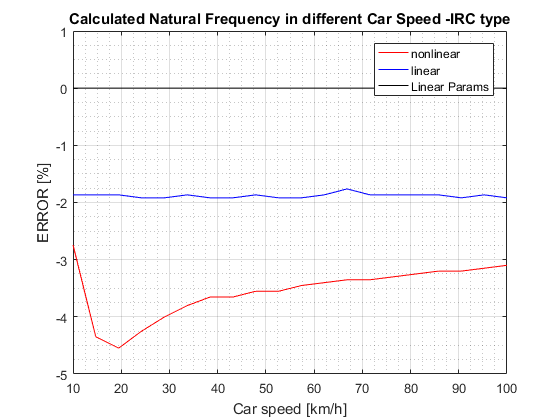 Calculated Natural Frequency in different Car Speed -IRC type
1
0
-1
-2
-3
-4
-5
ERROR [%]
nonlinear
linear
Linear Params
10 20 30 40 50 60 70 80 90 100
Car speed [km/h]